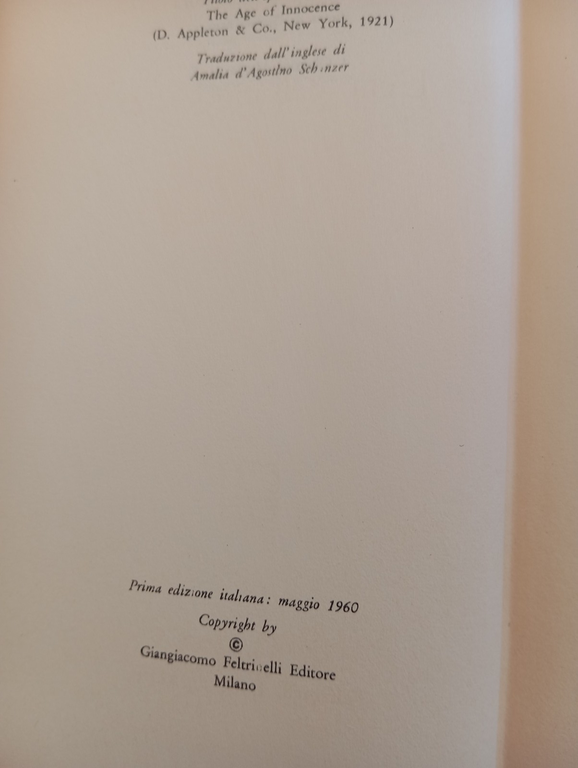 The Age of Innocence
(D. Appleton & Co., New York, 1921)
Traduzione dall'inglese di
Amalia d'Agostino
Prima edizione italiana: maggio 1960
Copyright by
©
Giangiacomo Feltrinelli Editore
Milano